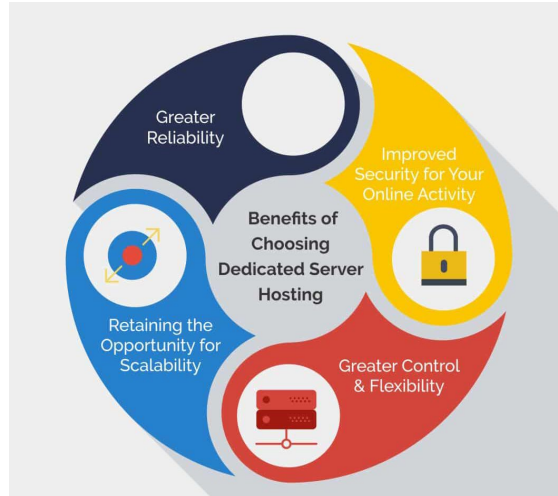 Greater
Reliability
Improved
Security for Your
Online Activity
Benefits of
Choosing
Dedicated Server
Hosting
Retaining the
Opportunity for
Scalability
Greater Control
& Flexibility